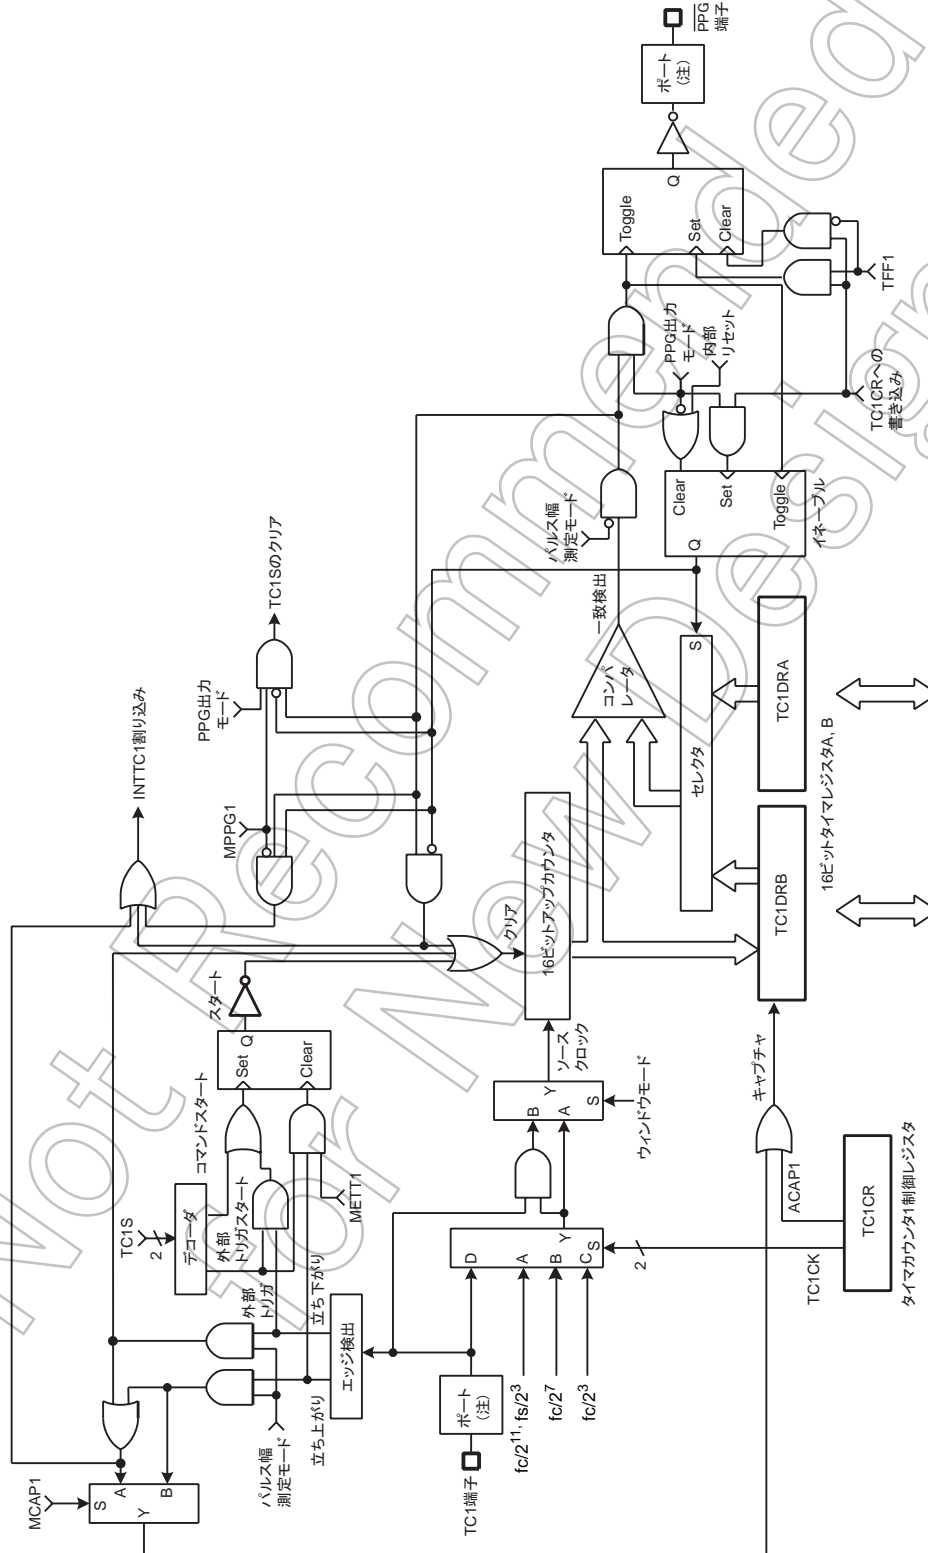 MCAP1
S
A
B
Y
パルス幅
測定モード
立ち上がり
立ち下がり
エッジ検出
外部
トリガ
TC1S
2
デコーダ
外部
トリガスタート
コマンドスタート
METT1
Set
Clear
Q
スタート
INTTC1割り込み
MPPG1
PPG出力
モード
TC1Sのクリア
クリア
TC1端子
ポート
(注)
fc/2¹¹, fs/2³
fc/2⁷
fc/2³
D
A
B
C
S
Y
2
TC1CK
B
A
S
Y
ウィンドウモード
ソース
クロック
16ビットアップカウンタ
コンパ
レータ
一致検出
パルス幅
測定モード
セレクタ
S
TC1DRB
TC1DRA
16ビットタイマレジスタA, B
キャプチャ
ACAP1
TC1CR
タイマカウンタ1制御レジスタ
Q
Clear
Set
Toggle
イネーブル
PPG出力
モード
内部
リセット
TC1CRへの
書き込み
TFF1
Toggle
Set
Clear
Q
ポート
(注)
PPG
端子
Not Recommended
for New Design